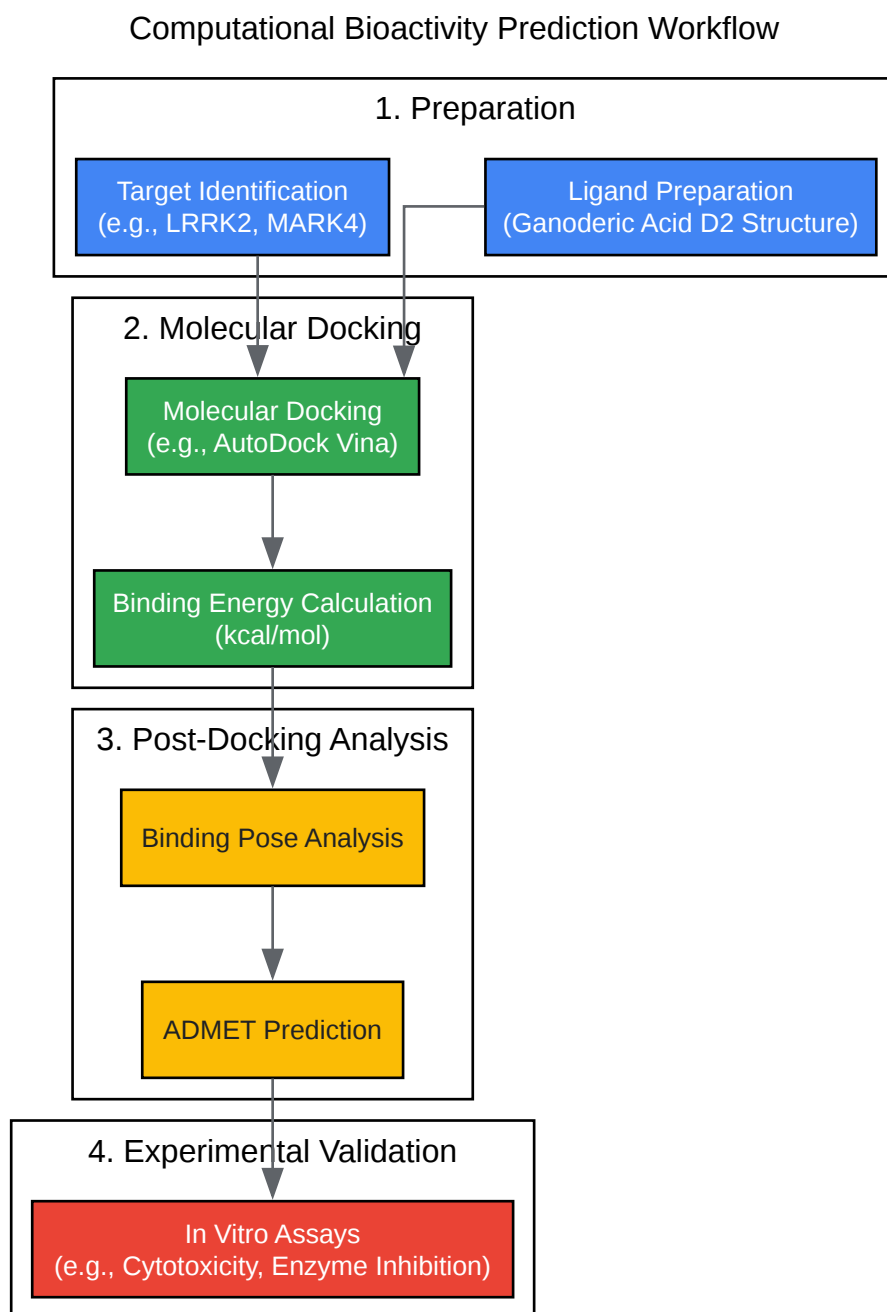 Computational Bioactivity Prediction Workflow
1. Preparation
Target Identification
(e.g., LRRK2, MARK4)
Ligand Preparation
(Ganoderic Acid D2 Structure)
2. Molecular Docking
Molecular Docking
(e.g., AutoDock Vina)
Binding Energy Calculation
(kcal/mol)
3. Post-Docking Analysis
Binding Pose Analysis
ADMET Prediction
4. Experimental Validation
In Vitro Assays
(e.g., Cytotoxicity, Enzyme Inhibition)